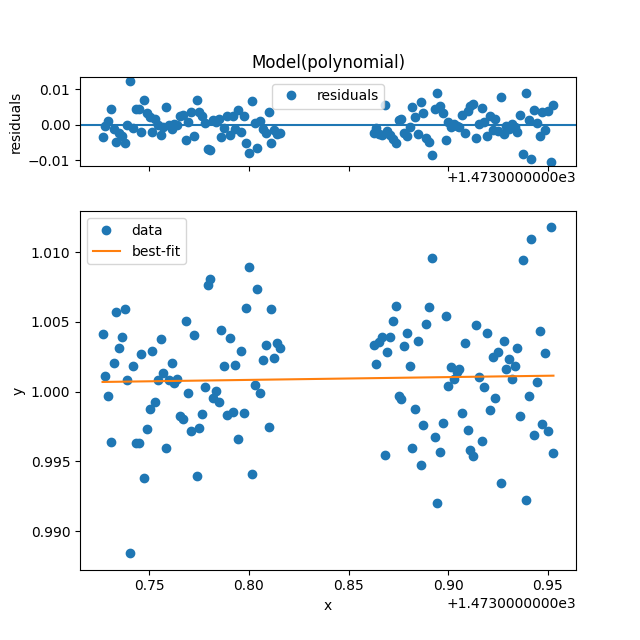 Model(polynomial)
residuals
0.01
0.00
−0.01
residuals
+1.4730000000e3
data
best-fit
y
1.010
1.005
1.000
0.995
0.990
0.75
0.80
0.85
0.90
0.95
x
+1.4730000000e3